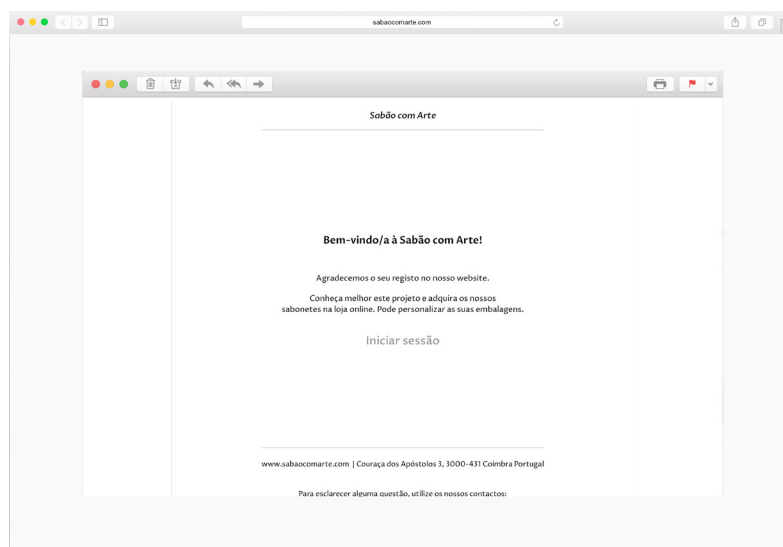 sabaocomarte.com
Sabão com Arte
Bem-vindo/a à Sabão com Arte!
Agradecemos o seu registo no nosso website.
Conheça melhor este projeto e adquira os nossos
sabonetes na loja online. Pode personalizar as suas embalagens.
Iniciar sessão
www.sabaocomarte.com | Couraça dos Apóstolos 3, 3000-431 Coimbra Portugal
Para esclarecer alguma questão, utilize os nossos contactos: